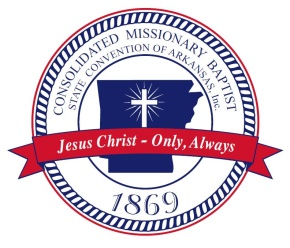 CONSOLIDATED MISSIONARY BAPTIST
STATE CONVENTION OF ARKANSAS, Inc.
Jesus Christ - Only, Always
1869